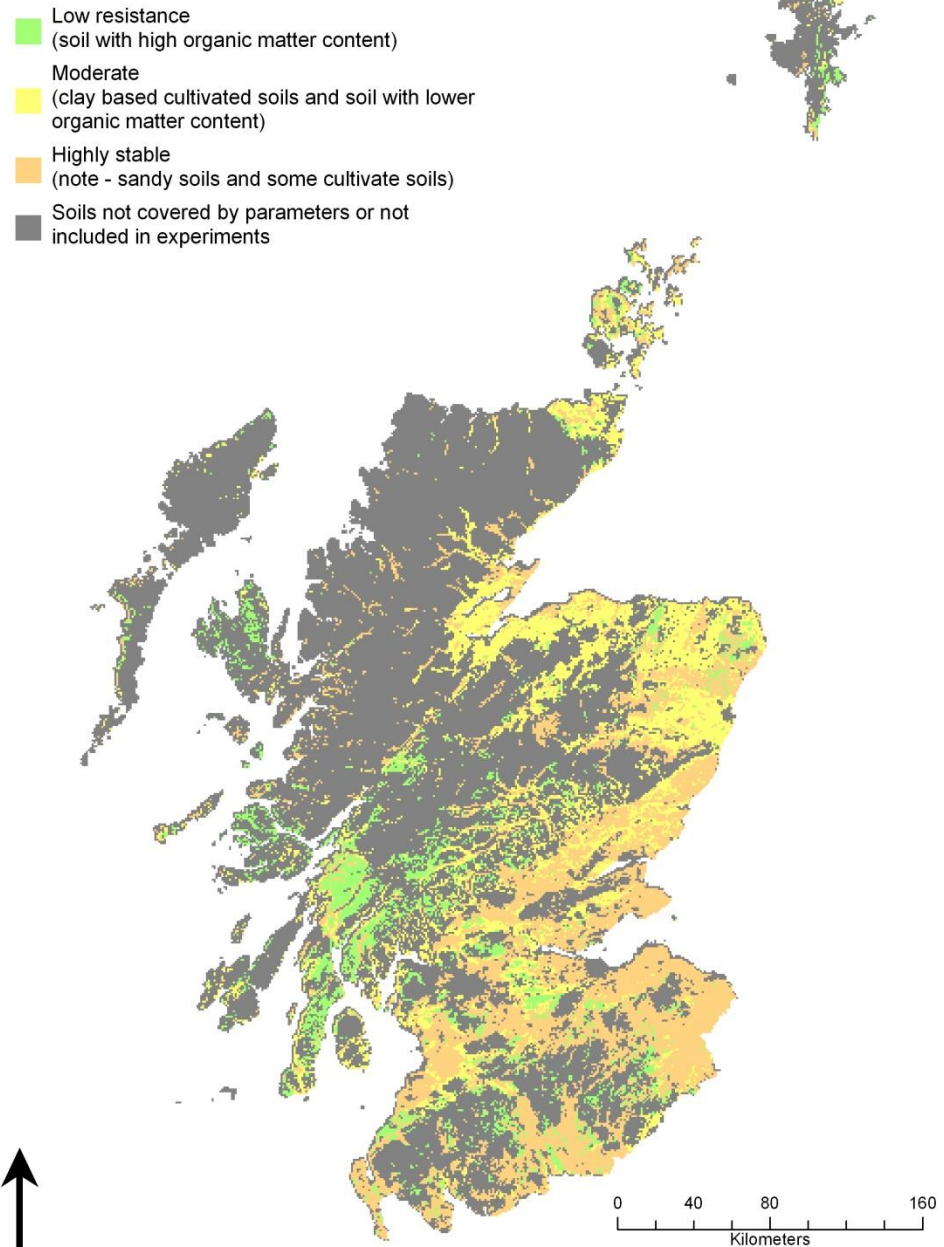 Low resistance
(soil with high organic matter content)
Moderate
(clay based cultivated soils and soil with lower
organic matter content)
Highly stable
(note - sandy soils and some cultivate soils)
Soils not covered by parameters or not
included in experiments
0 40 80 160
Kilometers